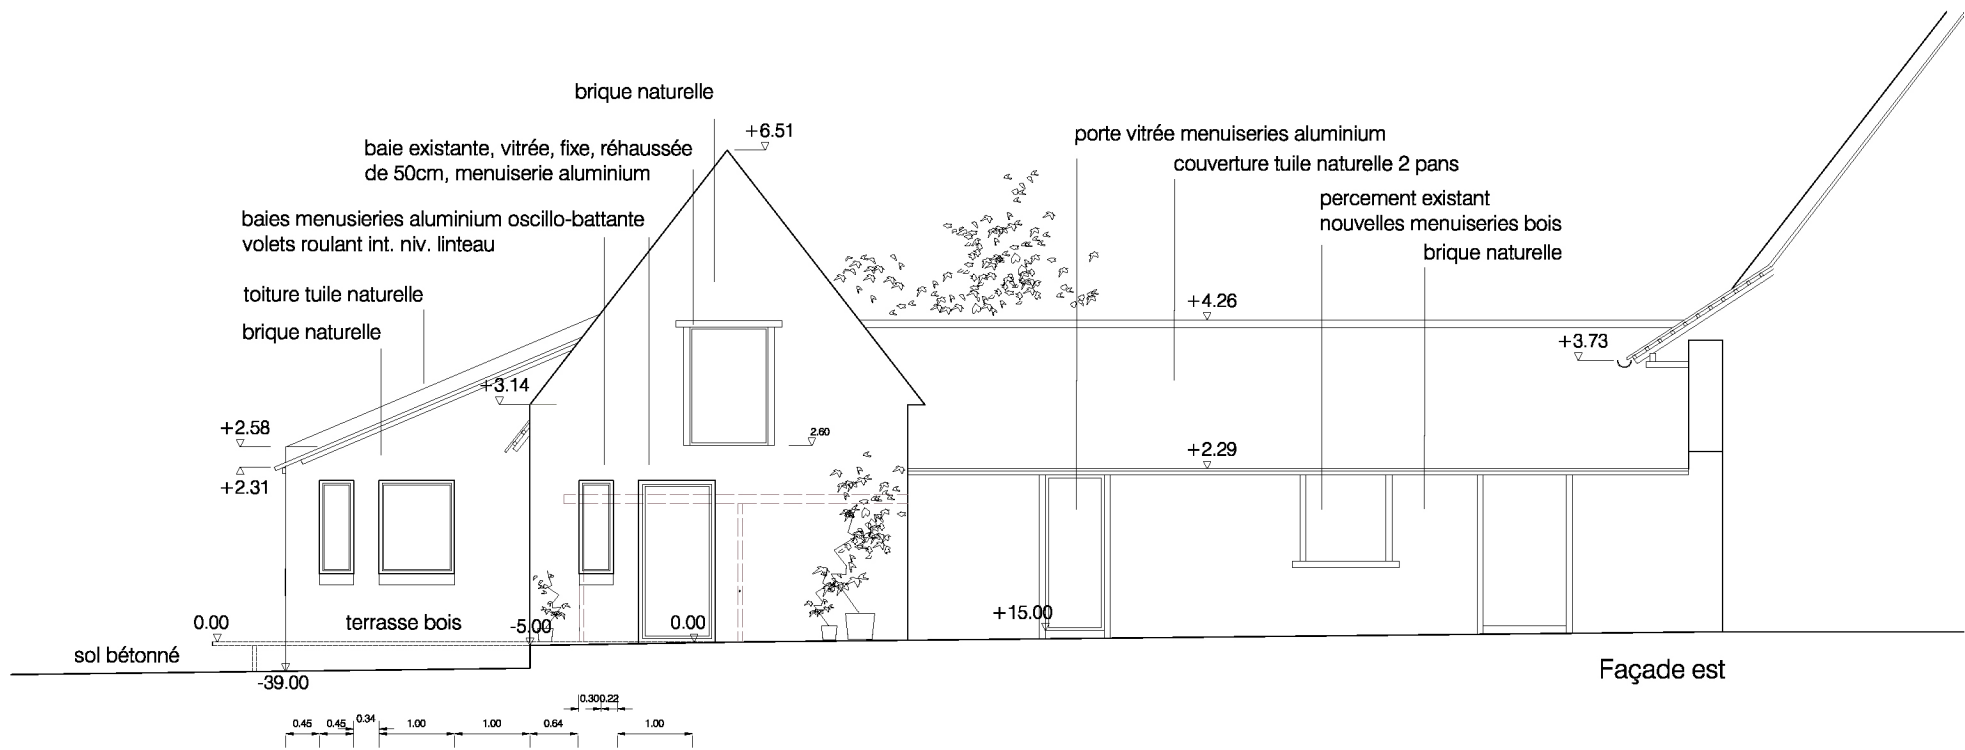 brique naturelle
+6.51
baie existante, vitrée, fixe, réhaussée
de 50cm, menuiserie aluminium
porte vitrée menuiseries aluminium
couverture tuile naturelle 2 pans
percement existant
nouvelles menuiseries bois
brique naturelle
baies menusieries aluminium oscillo-battante
volets roulant int. niv. linteau
toiture tuile naturelle
brique naturelle
+4.26
+3.73
+3.14
+2.58
2.60
+2.29
+2.31
0.00
terrasse bois
-5.00
0.00
+15.00
sol bétonné
-39.00
Façade est
0.30
0.22
0.45
0.45
0.34
1.00
1.00
0.64
1.00